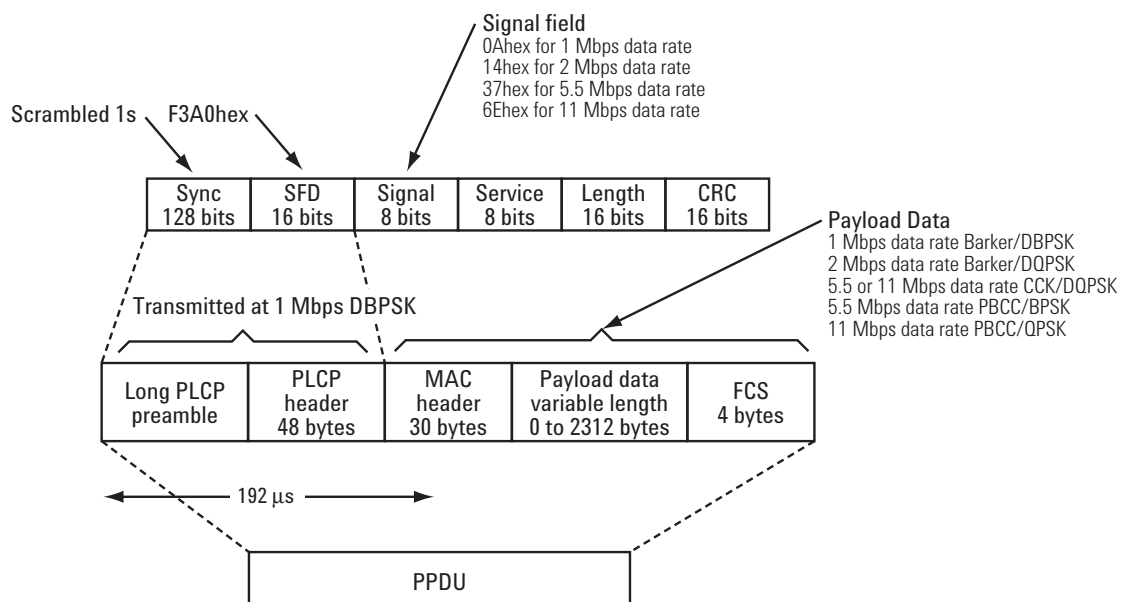 Signal field
0Ahex for 1 Mbps data rate
14hex for 2 Mbps data rate
37hex for 5.5 Mbps data rate
6Ehex for 11 Mbps data rate
Scrambled 1s
F3A0hex
Sync
128 bits
SFD
16 bits
Signal
8 bits
Service
8 bits
Length
16 bits
CRC
16 bits
Payload Data
1 Mbps data rate Barker/DBPSK
2 Mbps data rate Barker/DQPSK
5.5 or 11 Mbps data rate CCK/DQPSK
5.5 Mbps data rate PBCC/BPSK
11 Mbps data rate PBCC/QPSK
Transmitted at 1 Mbps DBPSK
Long PLCP
preamble
PLCP
header
48 bytes
MAC
header
30 bytes
Payload data
variable length
0 to 2312 bytes
FCS
4 bytes
192 µs
PPDU